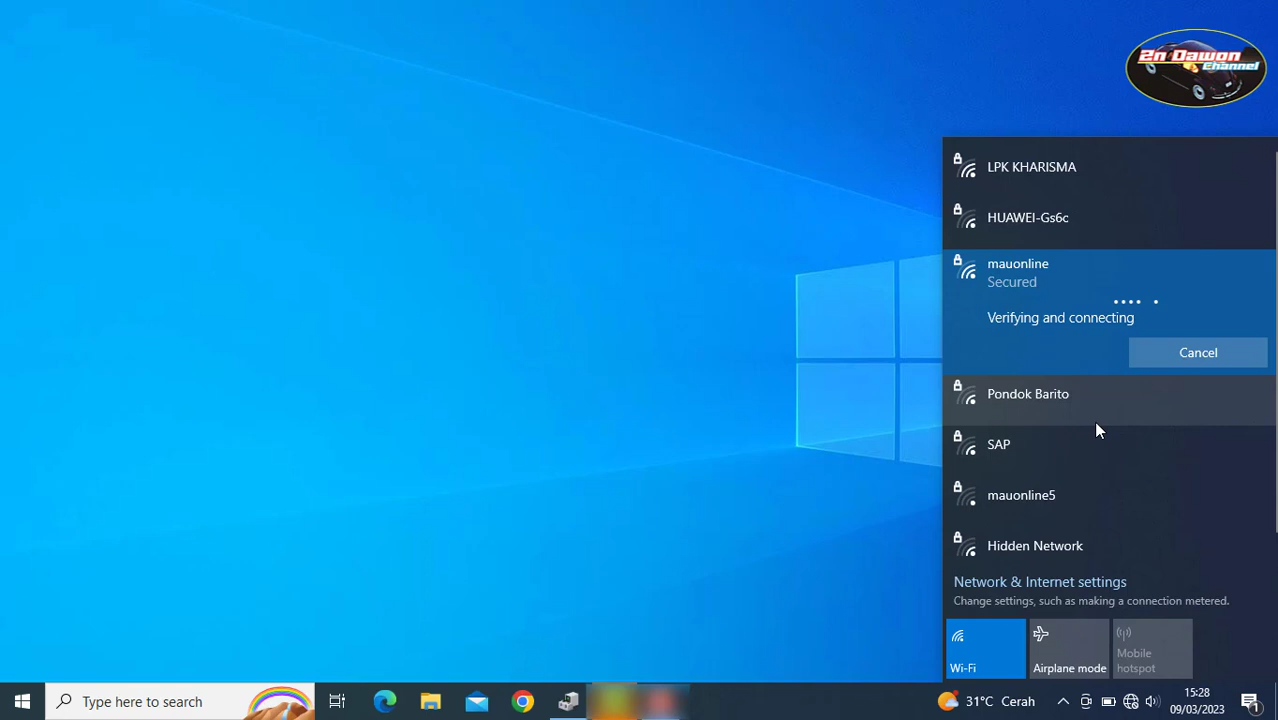 2n Dawon
Channel
LPK KHARISMA
HUAWEI-Gs6c
mauonline
Secured
Verifying and connecting
Cancel
Pondok Barito
SAP
mauonline5
Hidden Network
Network & Internet settings
Change settings, such as making a connection metered.
Wi-Fi
Airplane mode
Mobile
hotspot
Type here to search
31°C Cerah
15:28
09/03/2023
1